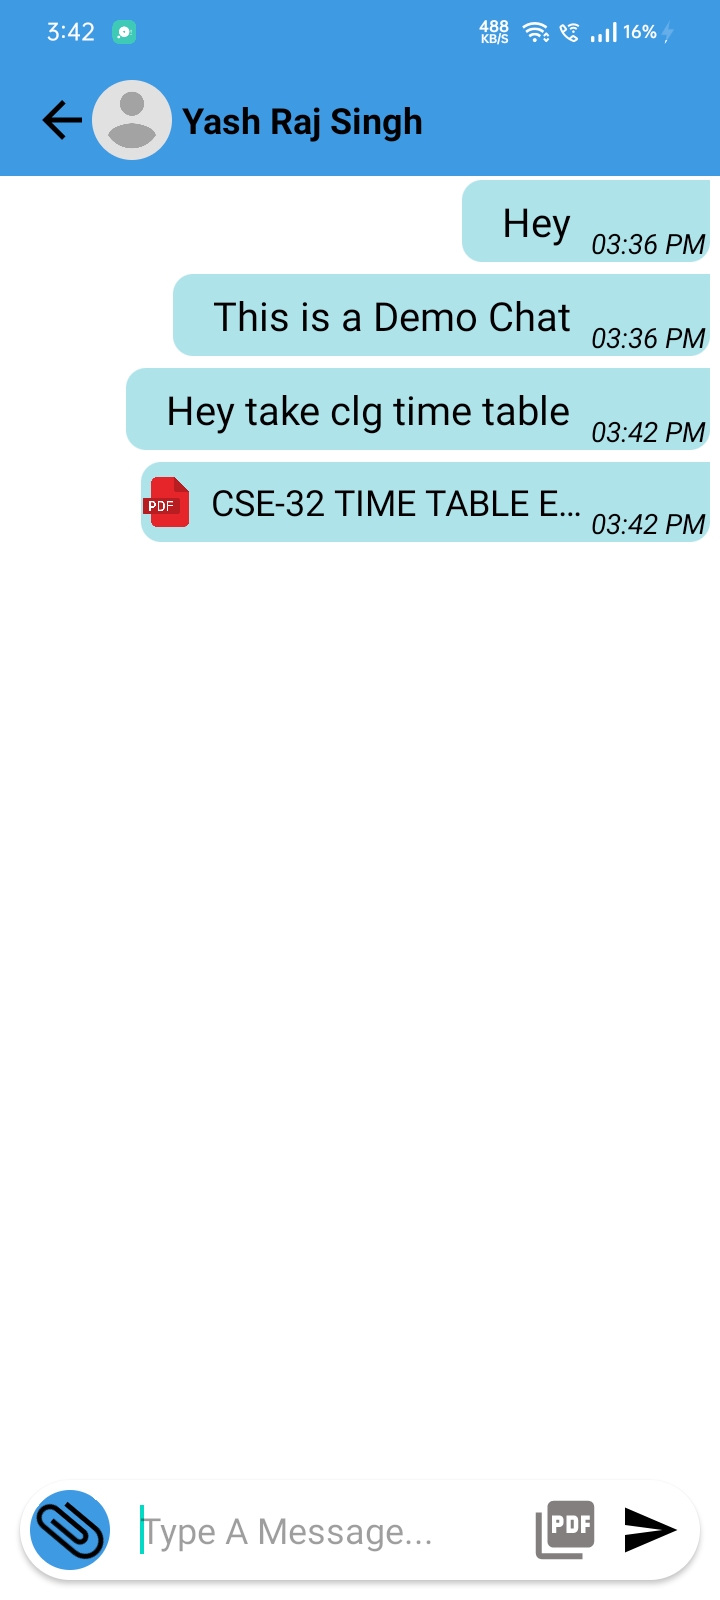 3:42 488 KB/S 16%
Yash Raj Singh
Hey 03:36 PM
This is a Demo Chat 03:36 PM
Hey take clg time table 03:42 PM
PDF CSE-32 TIME TABLE E... 03:42 PM
Type A Message... PDF